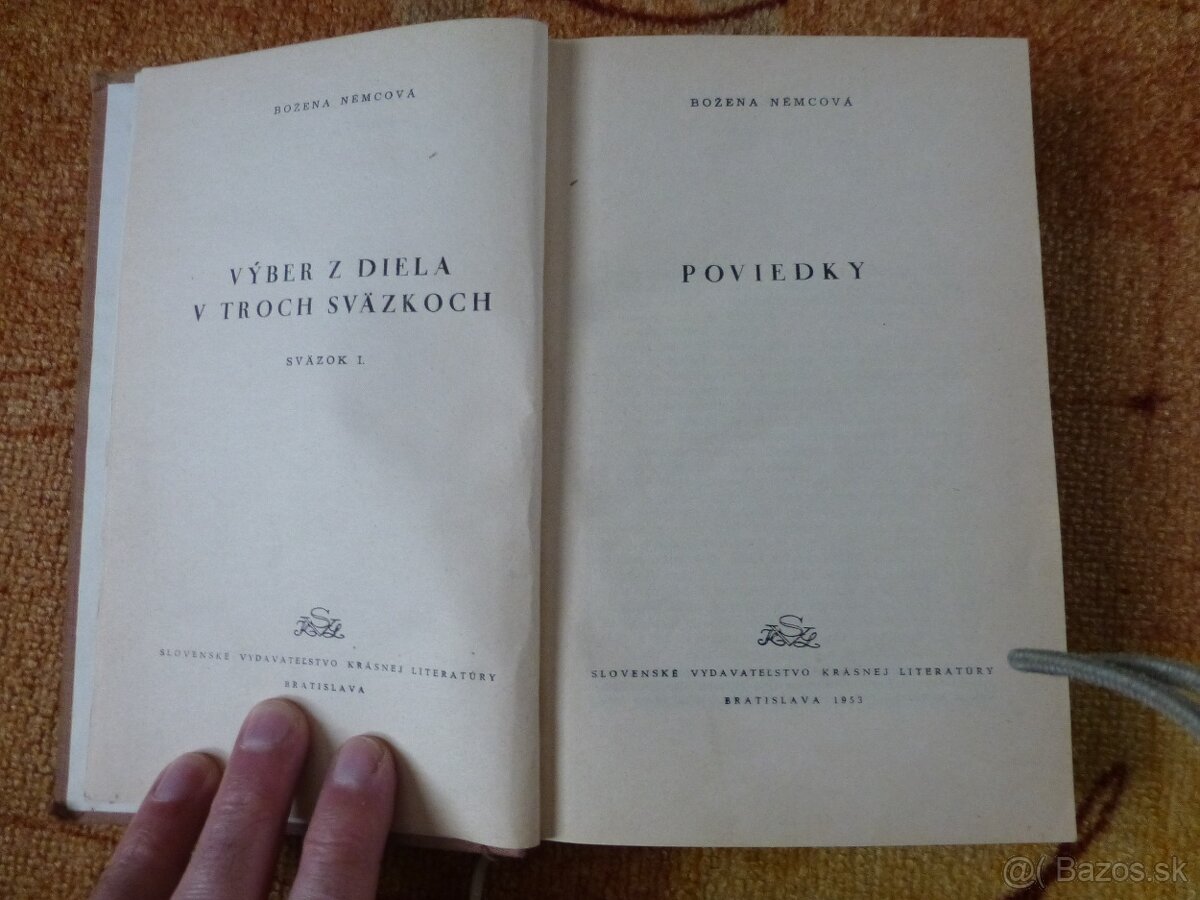 BOŽENA NĚMCOVÁ
VÝBER Z DIELA
V TROCH SVÄZKOCH
SVÄZOK I.
SLOVENSKÉ VYDAVATEĽSTVO KRÁSNEJ LITERATÚRY
BRATISLAVA
BOŽENA NĚMCOVÁ
POVIEDKY
SLOVENSKÉ VYDAVATEĽSTVO KRÁSNEJ LITERATÚRY
BRATISLAVA 1953
@( Bazos.sk